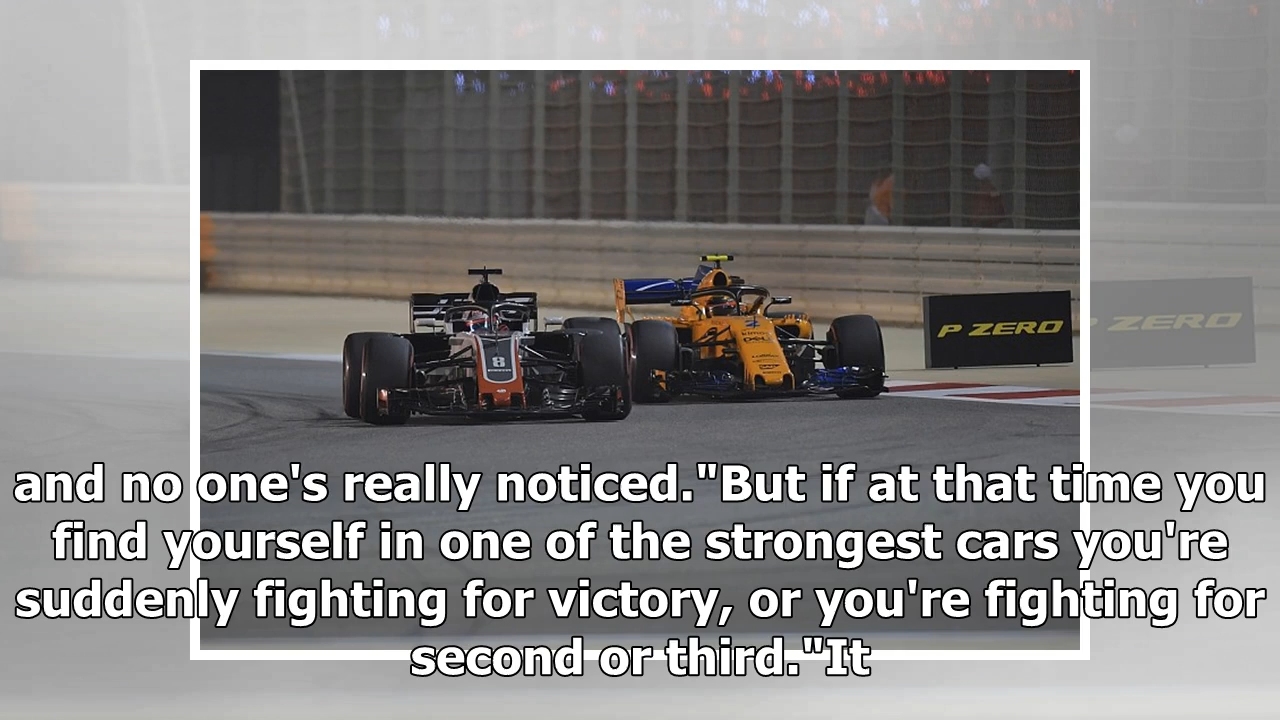 8
P ZERO
P ZERO
and no one's really noticed."But if at that time you
find yourself in one of the strongest cars you're
suddenly fighting for victory, or you're fighting for
second or third."It